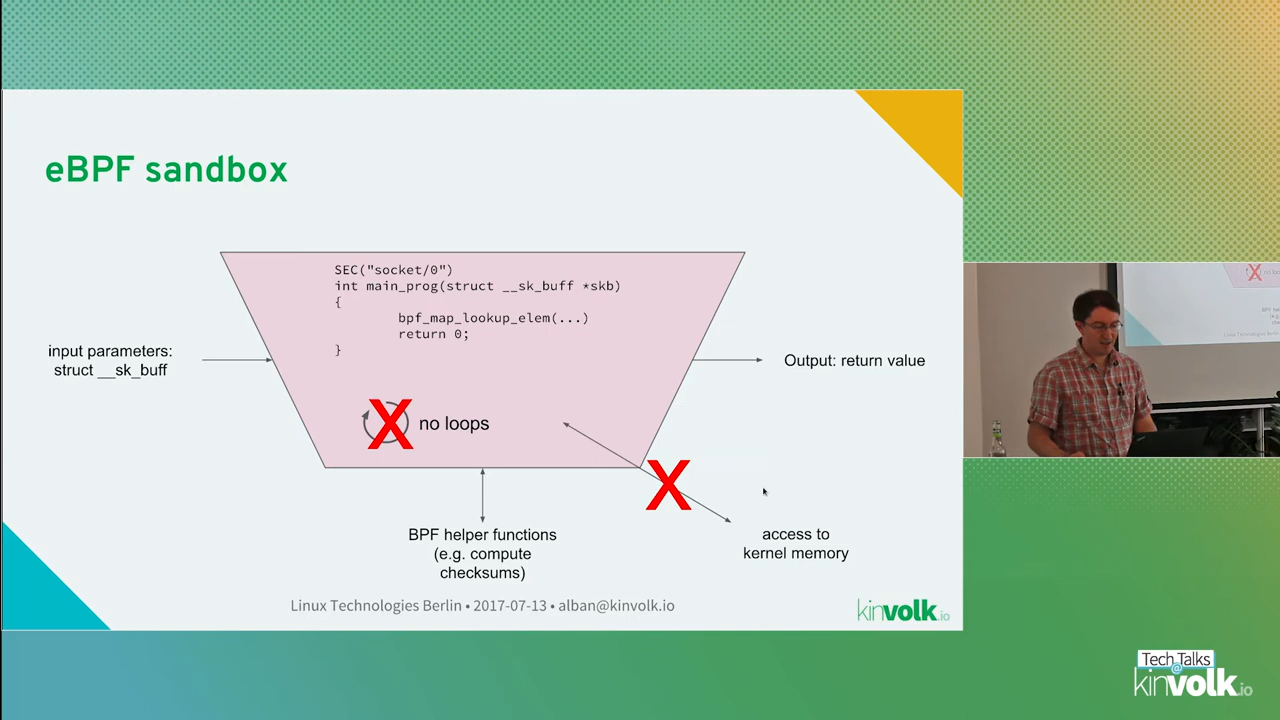 eBPF sandbox
SEC("socket/0")
int main_prog(struct __sk_buff *skb)
{
bpf_map_lookup_elem(...)
return 0;
}
input parameters:
struct __sk_buff
Output: return value
X no loops
X
BPF helper functions
(e.g. compute
checksums)
access to
kernel memory
Linux Technologies Berlin • 2017-07-13 • alban@kinvolk.io
kinvolk.io
Tech Talks
@
kinvolk.io